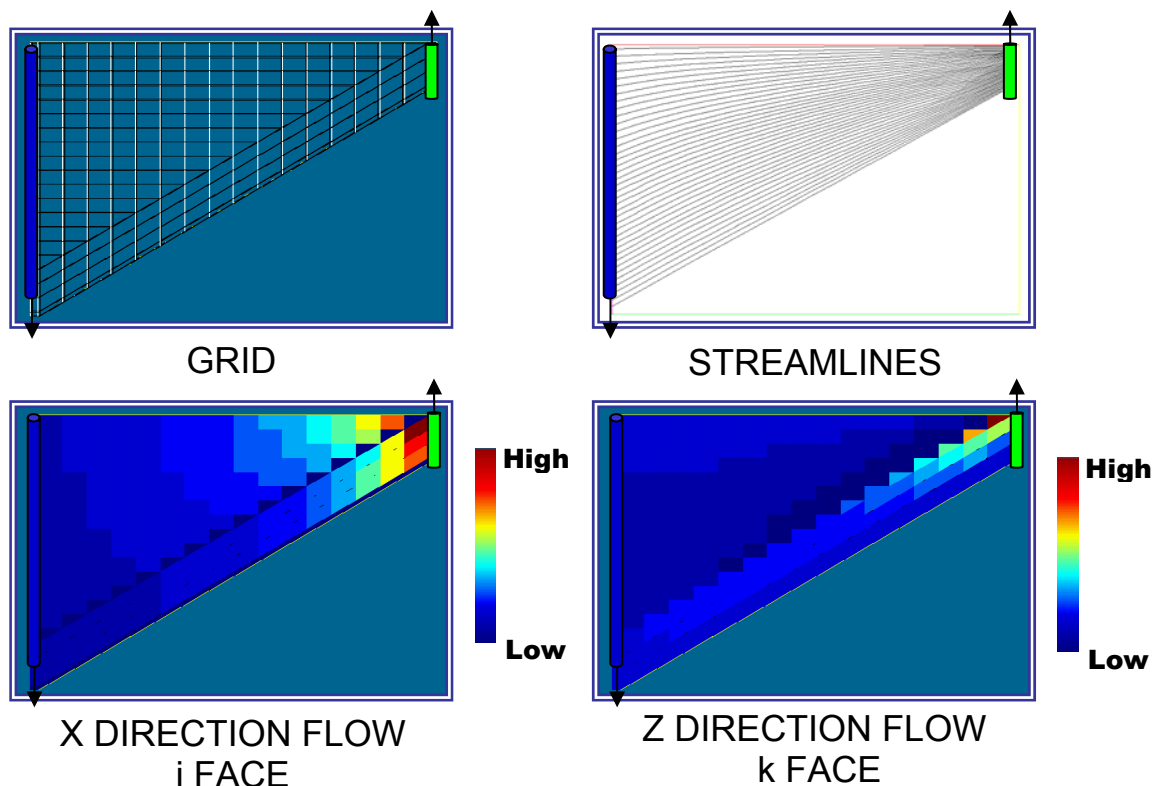 GRID
STREAMLINES
High
Low
X DIRECTION FLOW
i FACE
High
Low
Z DIRECTION FLOW
k FACE